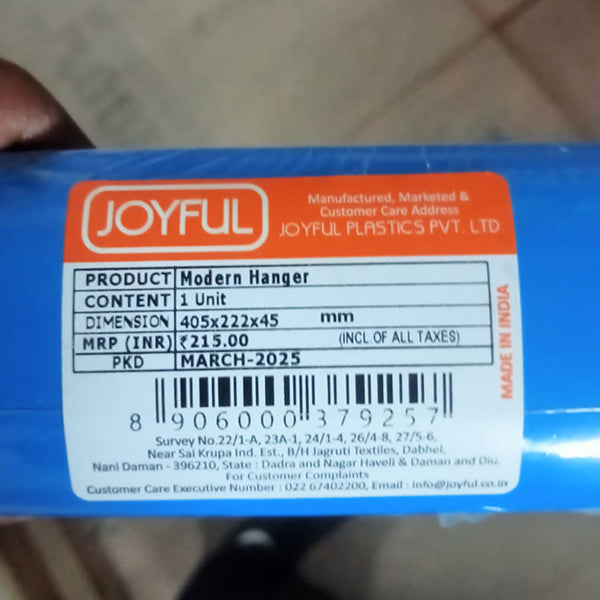 JOYFUL
Manufactured, Marketed &
Customer Care Address
JOYFUL PLASTICS PVT. LTD
PRODUCT Modern Hanger
CONTENT 1 Unit
DIMENSION 405x222x45 mm
MRP (INR) ₹215.00 (INCL OF ALL TAXES)
PKD MARCH-2025
MADE IN INDIA
8 906000 379257
Survey No.22/1-A, 23A-1, 24/1-4, 26/4-8, 27/5-6,
Near Sai Krupa Ind. Est., B/H Jagruti Textiles, Dabhel,
Nani Daman - 396210, State : Dadra and Nagar Haveli & Daman and Diu.
For Customer Complaints
Customer Care Executive Number : 022 67402200, Email : info@joyful.co.in